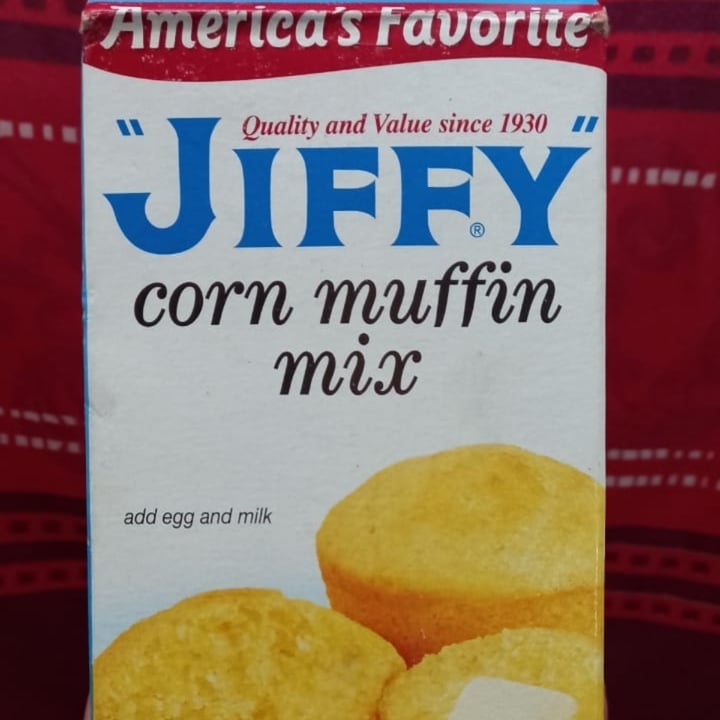 America's Favorite
Quality and Value since 1930
"JIFFY"®
corn muffin
mix
add egg and milk